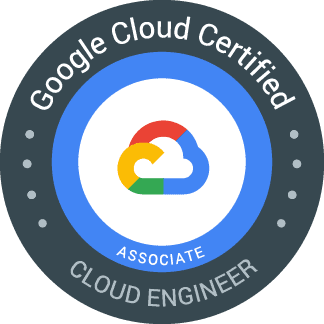 Google Cloud Certified
ASSOCIATE
CLOUD ENGINEER